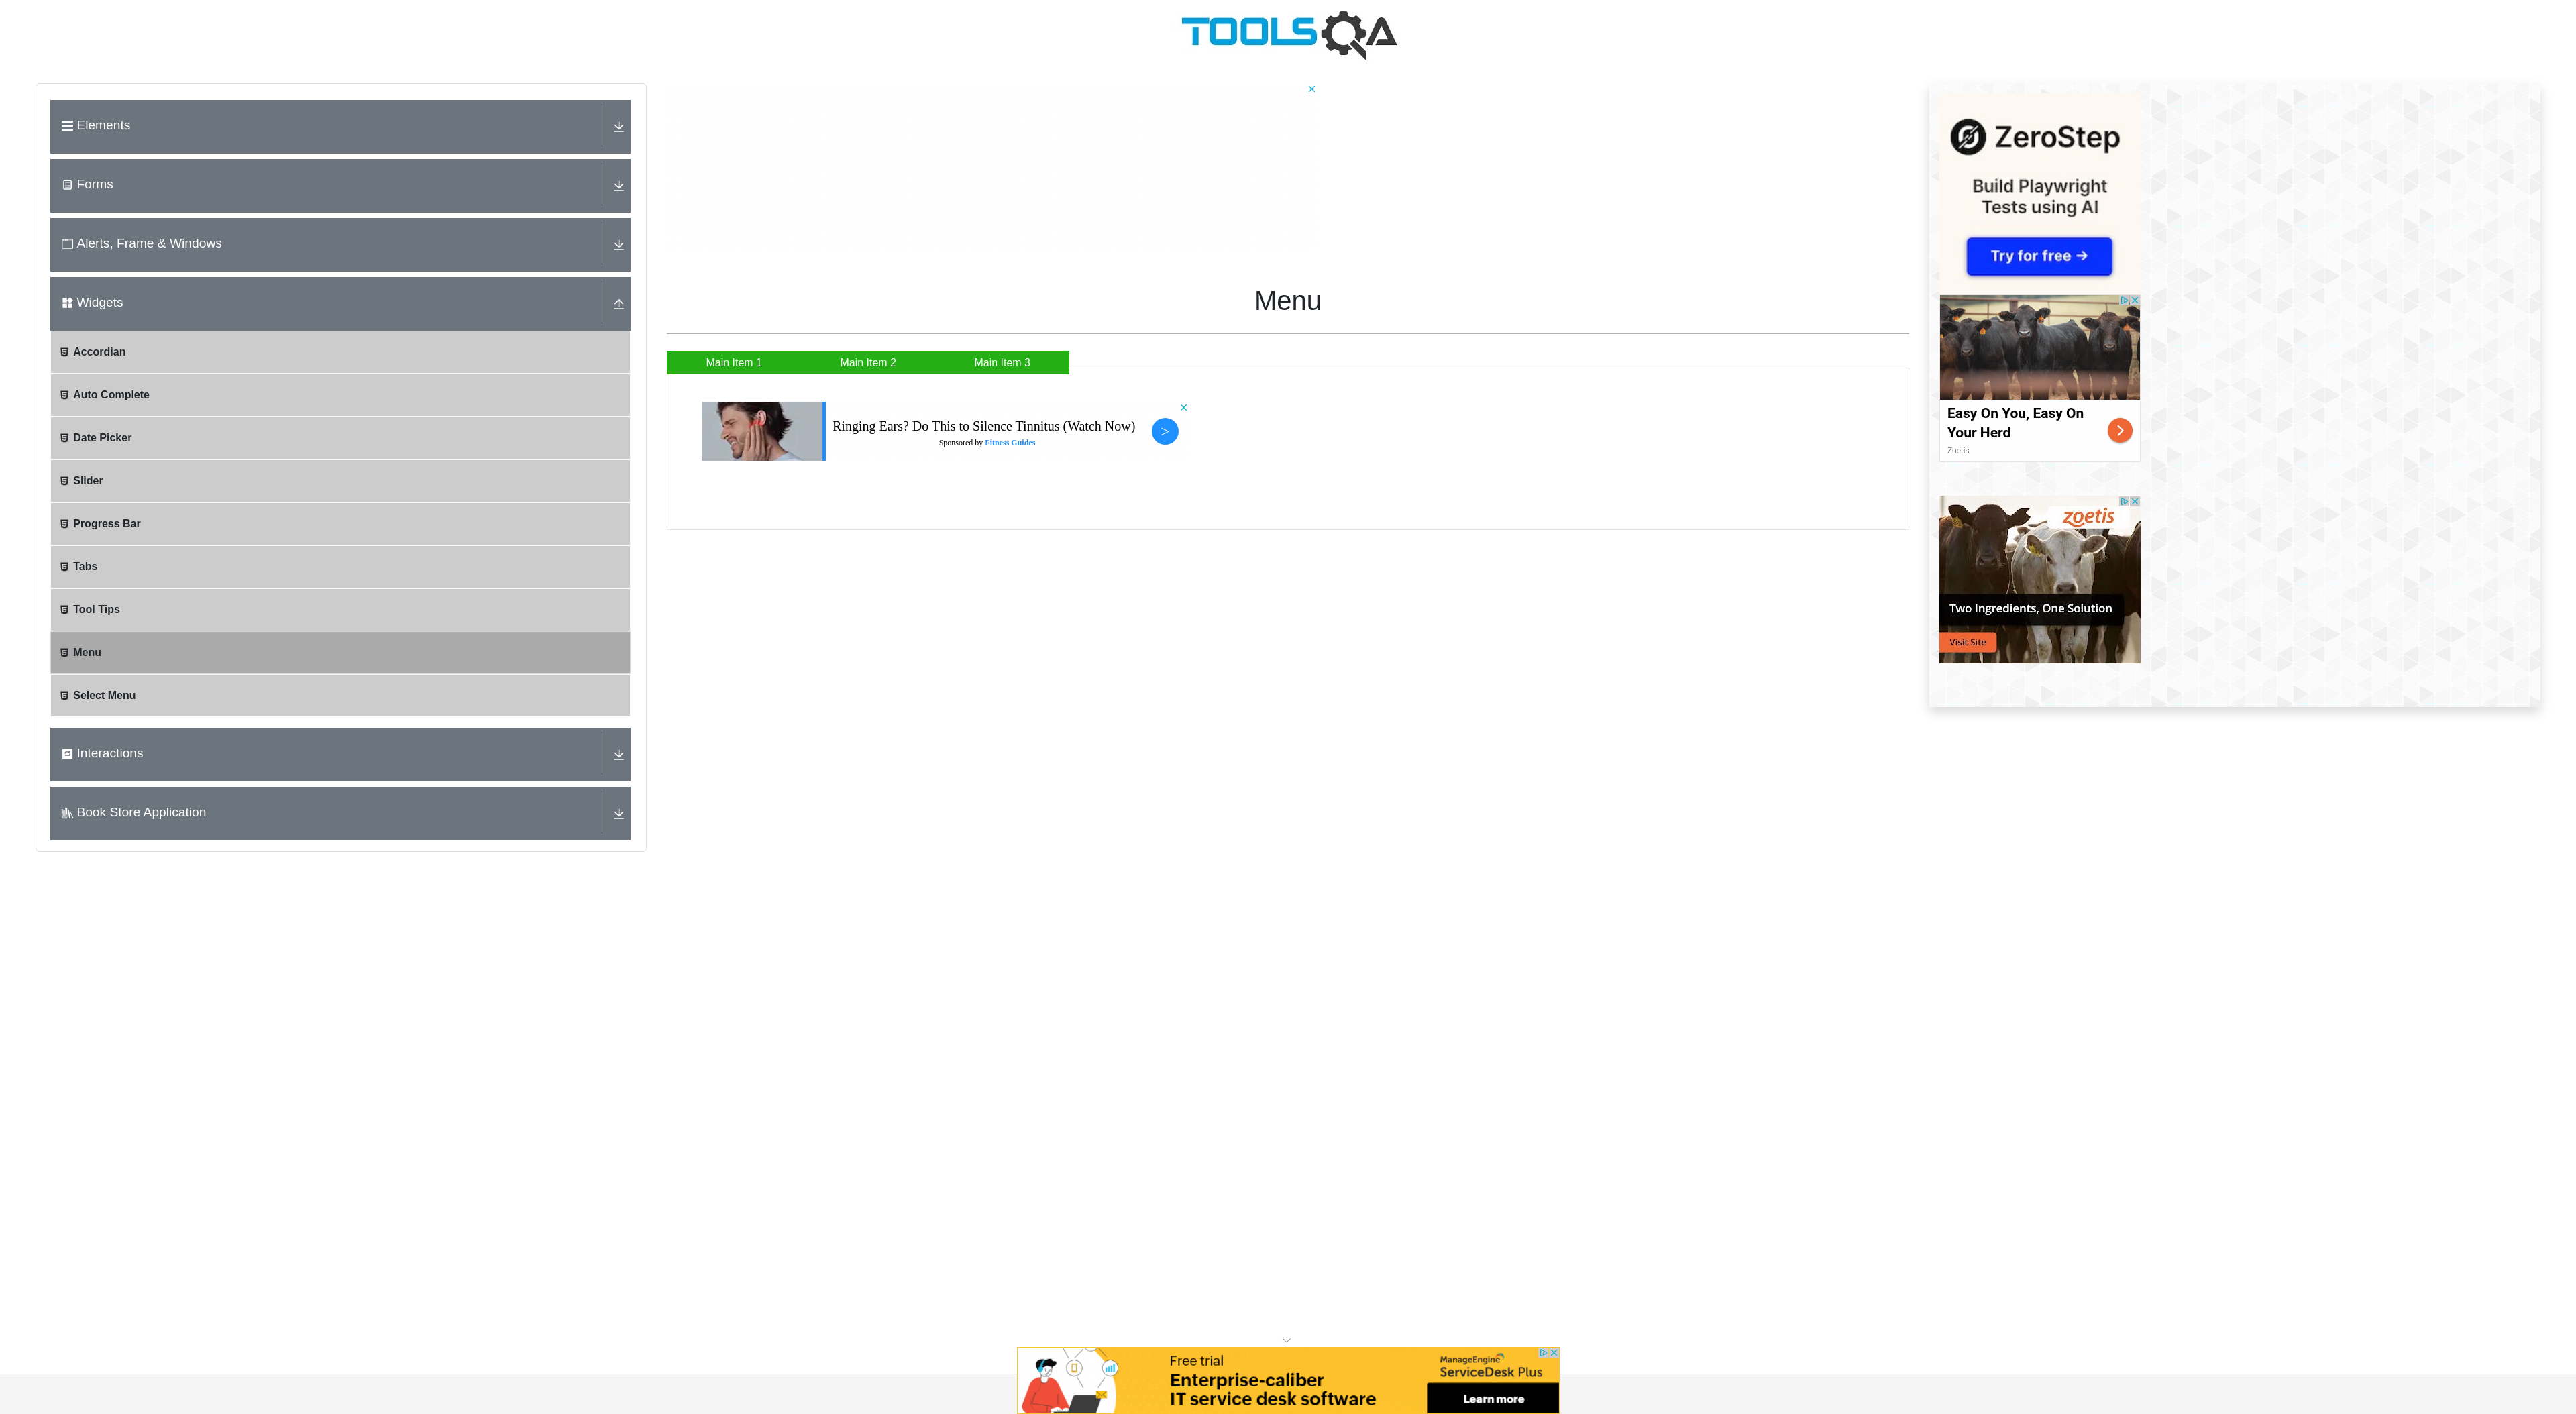 TOOLSQA
Elements
Forms
Alerts, Frame & Windows
Widgets
Accordian
Auto Complete
Date Picker
Slider
Progress Bar
Tabs
Tool Tips
Menu
Select Menu
Interactions
Book Store Application
Menu
Main Item 1
Main Item 2
Main Item 3
Ringing Ears? Do This to Silence Tinnitus (Watch Now)
Sponsored by Fitness Guides
>
ZeroStep
Build Playwright
Tests using AI
Try for free →
Easy On You, Easy On
Your Herd
Zoetis
zoetis
Two Ingredients, One Solution
Visit Site
Free trial
Enterprise-caliber
IT service desk software
ManageEngine
ServiceDesk Plus
Learn more